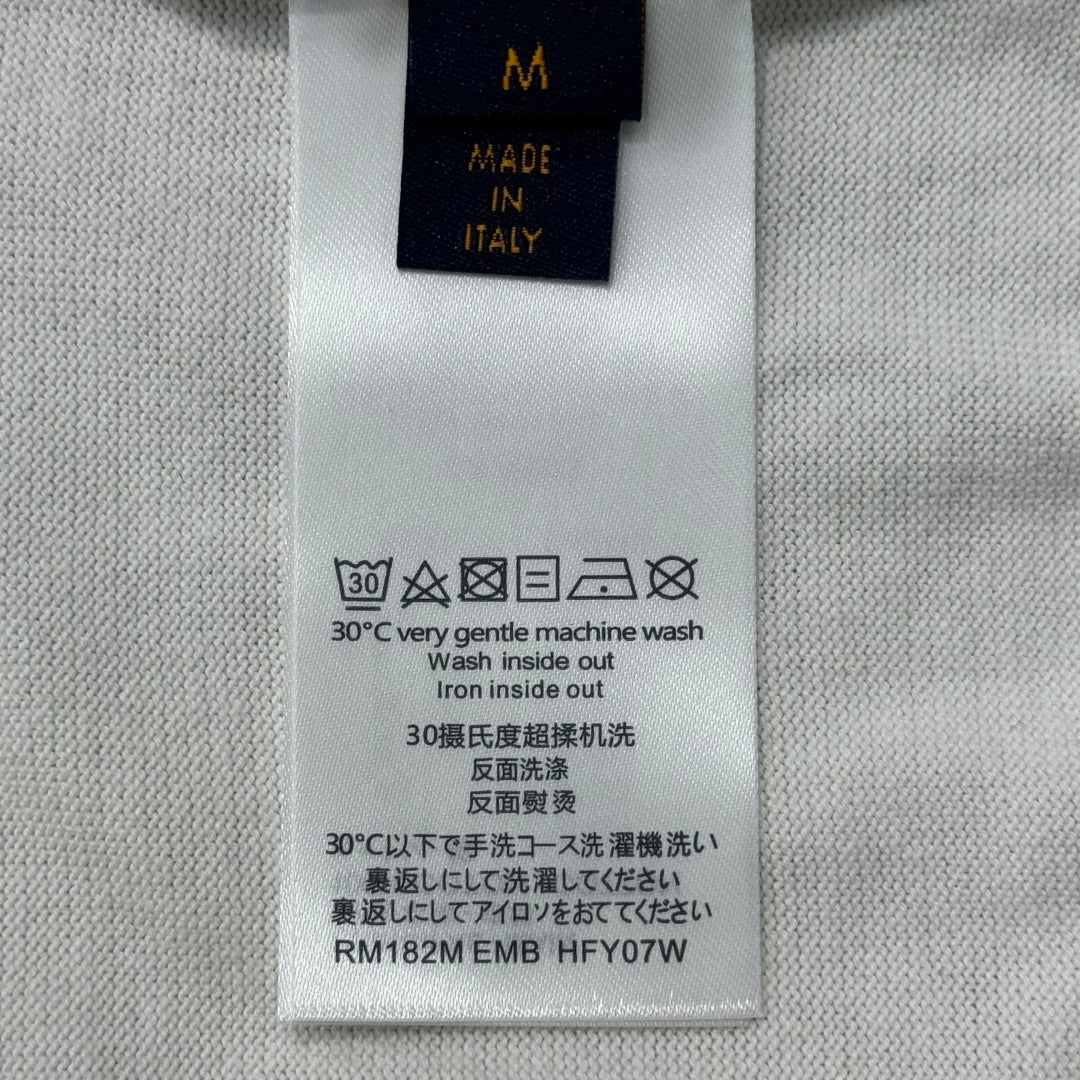 M
MADE
IN
ITALY
30
30°C very gentle machine wash
Wash inside out
Iron inside out
30摄氏度超揉机洗
反面洗涤
反面熨烫
30°C以下で手洗コース洗濯機洗い
裏返しにして洗濯してください
裏返しにしてアイロソをおててください
RM182M EMB HFY07W